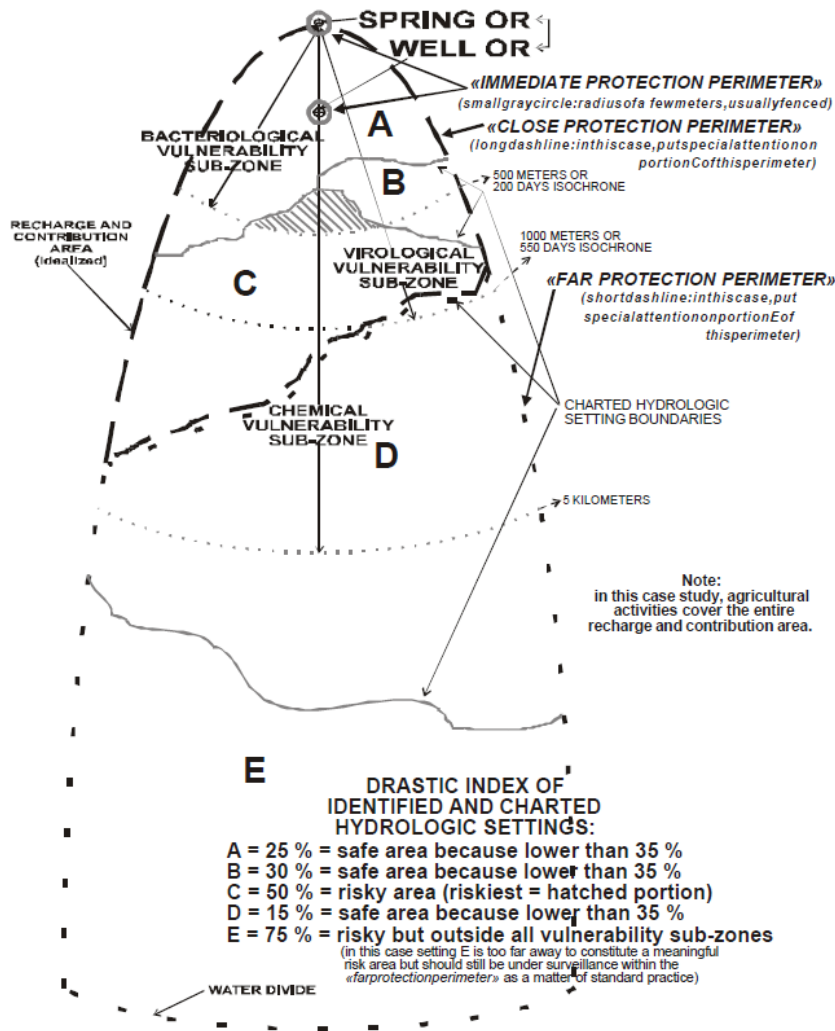 SPRING OR
WELL OR
«IMMEDIATE PROTECTION PERIMETER»
(smallgraycircle:radiusofa fewmeters,usuallyfenced)
A
«CLOSE PROTECTION PERIMETER»
(longdashline:inthiscase,putspecialattentionon
portionCofthisperimeter)
BACTERIOLOGICAL
VULNERABILITY
SUB-ZONE
B
500 METERS OR
200 DAYS ISOCHRONE
RECHARGE AND
CONTRIBUTION
AREA
(idealized)
1000 METERS OR
550 DAYS ISOCHRONE
VIROLOGICAL
VULNERABILITY
SUB-ZONE
C
«FAR PROTECTION PERIMETER»
(shortdashline:inthiscase,put
specialattentiononportionEof
thisperimeter)
CHARTED HYDROLOGIC
SETTING BOUNDARIES
CHEMICAL
VULNERABILITY
SUB-ZONE
D
5 KILOMETERS
Note:
in this case study, agricultural
activities cover the entire
recharge and contribution area.
E
DRASTIC INDEX OF
IDENTIFIED AND CHARTED
HYDROLOGIC SETTINGS:
A = 25 % = safe area because lower than 35 %
B = 30 % = safe area because lower than 35 %
C = 50 % = risky area (riskiest = hatched portion)
D = 15 % = safe area because lower than 35 %
E = 75 % = risky but outside all vulnerability sub-zones
(in this case setting E is too far away to constitute a meaningful
risk area but should still be under surveillance within the
«farprotectionperimeter» as a matter of standard practice)
WATER DIVIDE